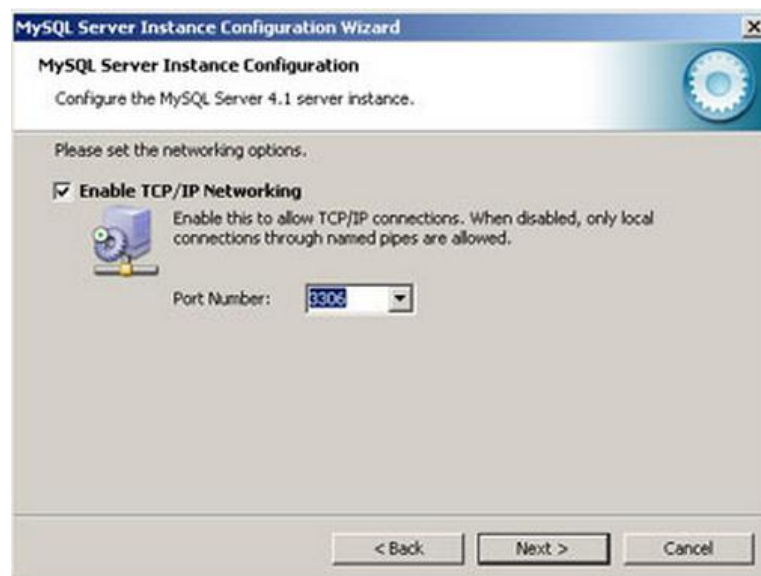 MySQL Server Instance Configuration Wizard
MySQL Server Instance Configuration
Configure the MySQL Server 4.1 server instance.
Please set the networking options.
Enable TCP/IP Networking
Enable this to allow TCP/IP connections. When disabled, only local
connections through named pipes are allowed.
Port Number: 3306
< Back Next > Cancel